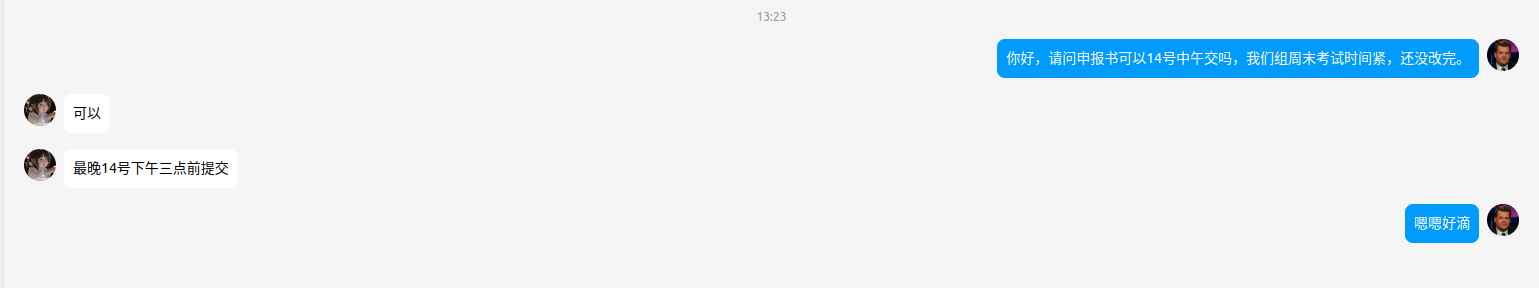 13:23
你好，请问申报书可以14号中午交吗，我们组周末考试时间紧，还没改完。
可以
最晚14号下午三点前提交
嗯嗯好滴